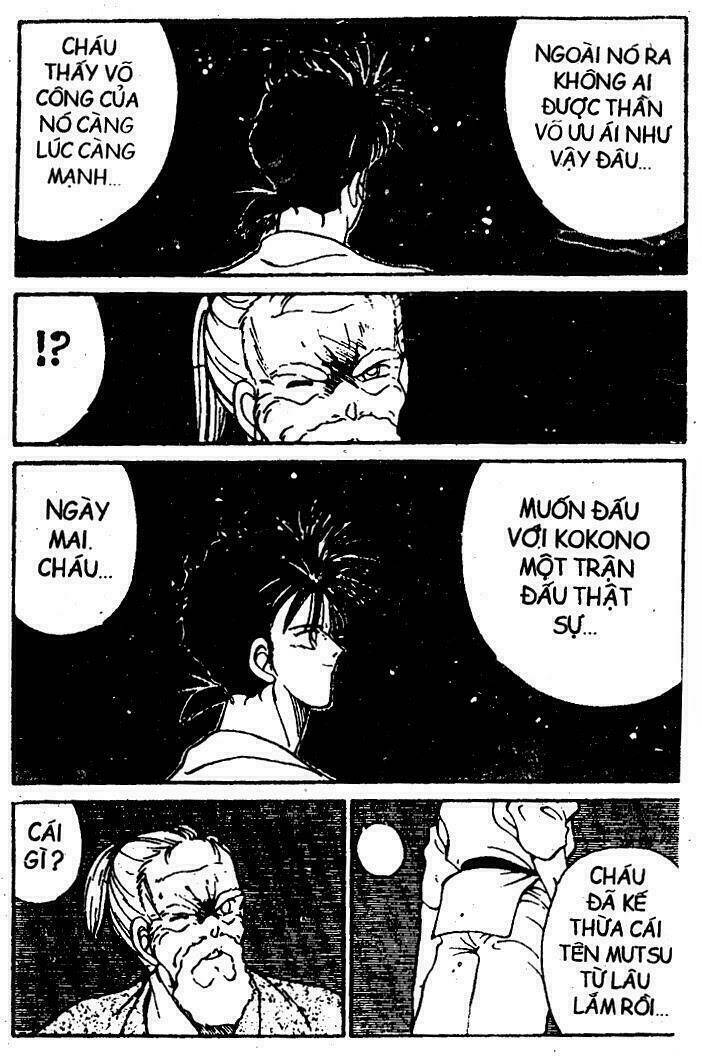 CHÁU
THẤY VÕ
CÔNG CỦA
NÓ CÀNG
LÚC CÀNG
MẠNH...
NGOÀI NÓ RA
KHÔNG AI
ĐƯỢC THẦN
VÕ ƯU ÁI NHƯ
VẬY ĐÂU...
!?
NGÀY
MAI.
CHÁU...
MUỐN ĐẤU
VỚI KOKONO
MỘT TRẬN
ĐẤU THẬT
SỰ...
CÁI
GÌ?
CHÁU
ĐÃ KẾ
THỪA CÁI
TÊN MUTSU
TỪ LÂU
LẮM RỒI...